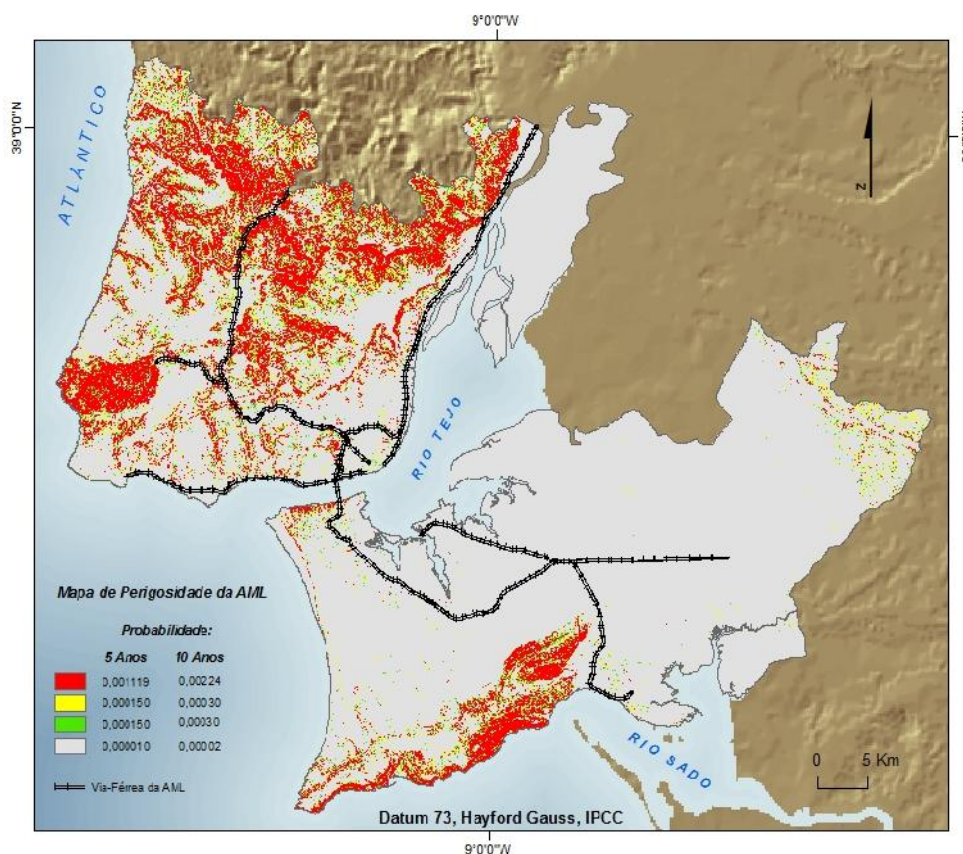 9°0'0"W
39°0'0"N
ATLÂNTICO
N
RIO TEJO
Mapa de Perigosidade da AML
Probabilidade:
5 Anos 10 Anos
0,001119 0,00224
0,000150 0,00030
0,000150 0,00030
0,000010 0,00002
Via-Férrea da AML
RIO SADO
0 5 Km
Datum 73, Hayford Gauss, IPCC
9°0'0"W